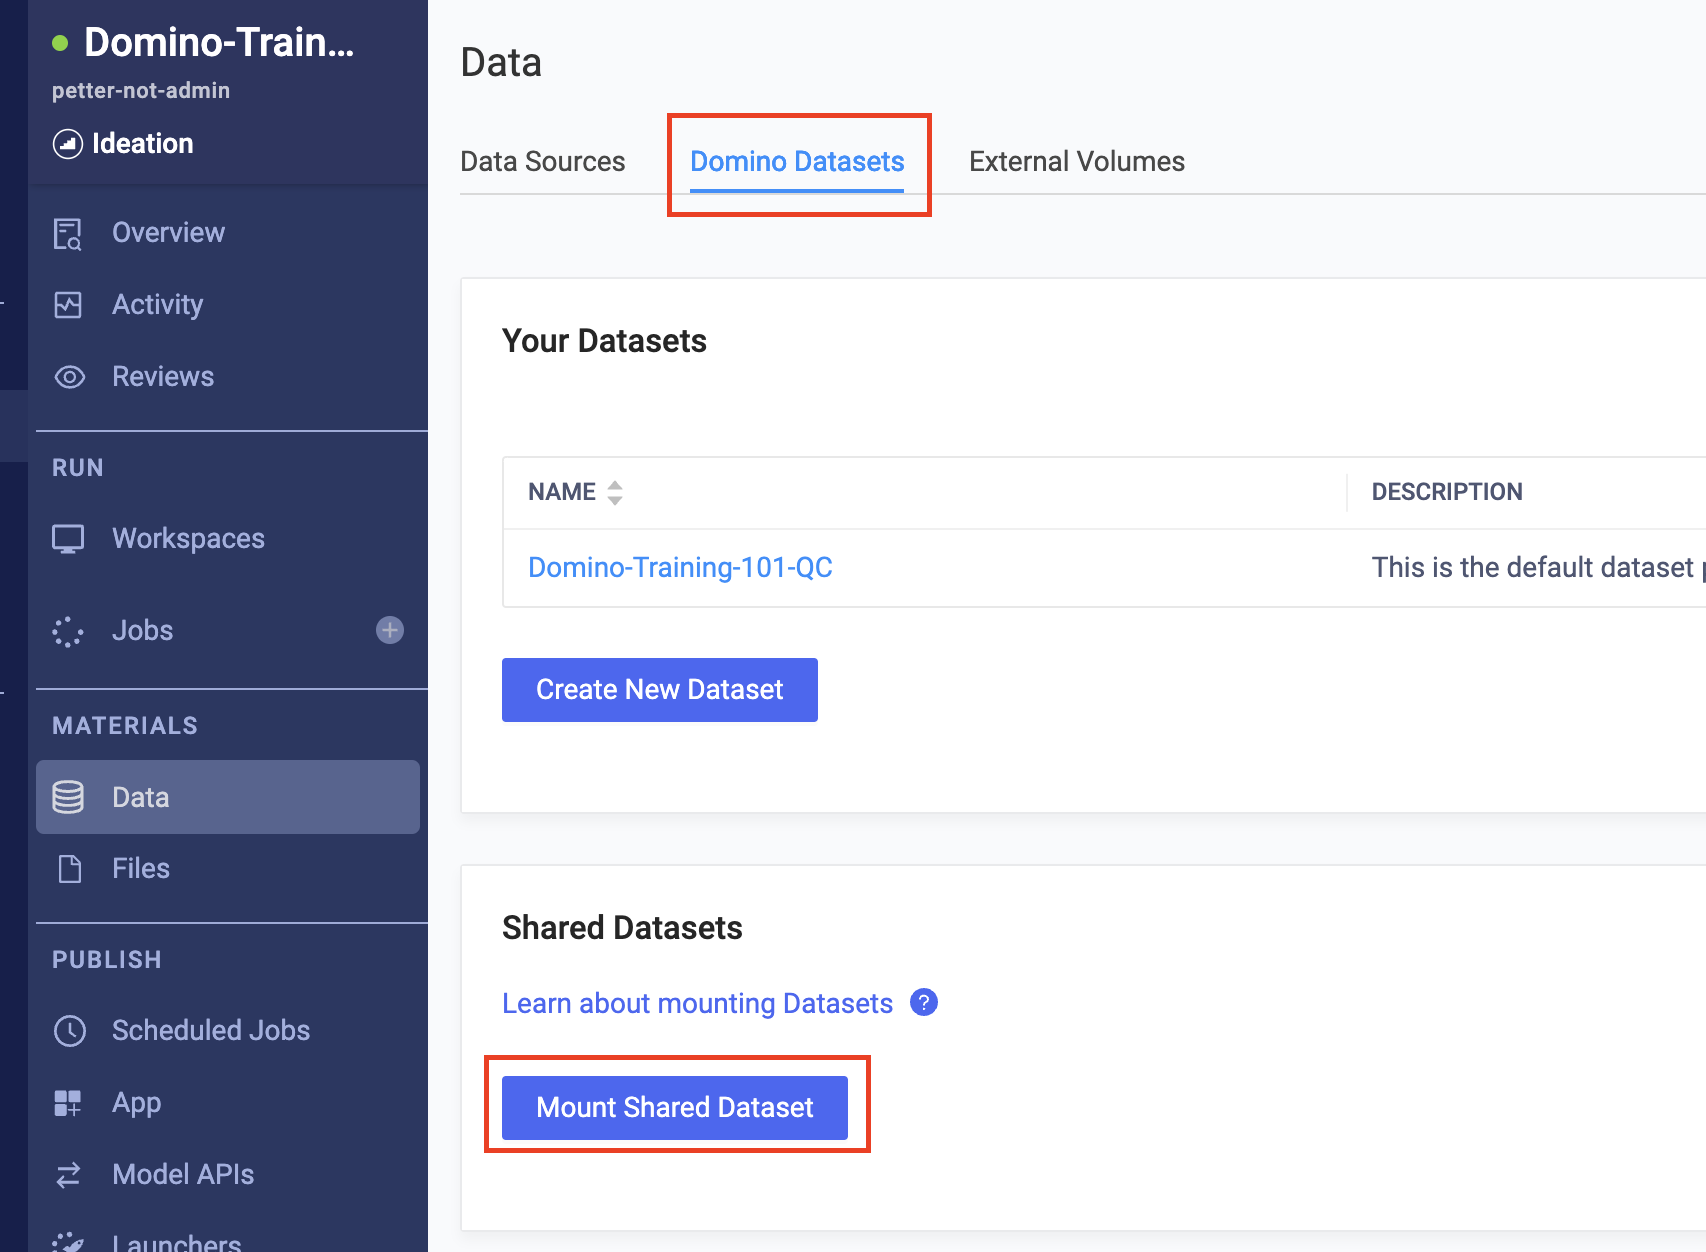 Domino-Train...
petter-not-admin
Ideation
Overview
Activity
Reviews
RUN
Workspaces
Jobs
MATERIALS
Data
Files
PUBLISH
Scheduled Jobs
App
Model APIs
Launchers
Data
Data Sources
Domino Datasets
External Volumes
Your Datasets
NAME
DESCRIPTION
Domino-Training-101-QC
This is the default dataset
Create New Dataset
Shared Datasets
Learn about mounting Datasets ?
Mount Shared Dataset